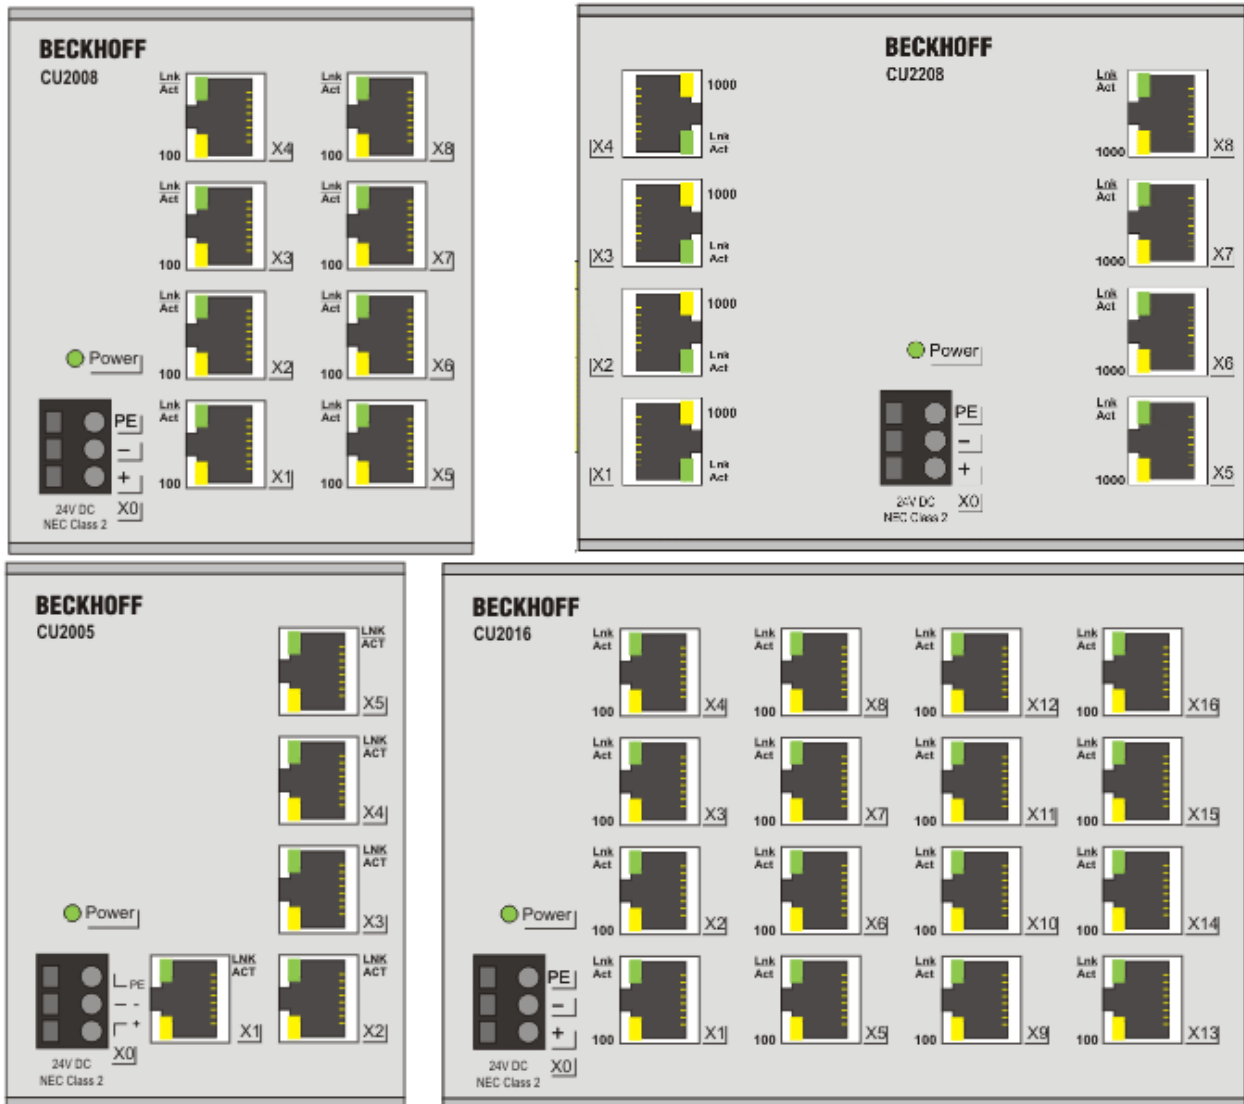 BECKHOFF
CU2008
Lnk
Act
100
X4
Lnk
Act
100
X8
Lnk
Act
100
X3
Lnk
Act
100
X7
Lnk
Act
100
X2
Lnk
Act
100
X6
Power
Lnk
Act
100
X1
Lnk
Act
100
X5
PE
–
+
X0
24V DC
NEC Class 2
BECKHOFF
CU2208
1000
Lnk
Act
X4
1000
Lnk
Act
X3
1000
Lnk
Act
X2
1000
Lnk
Act
X1
Power
PE
–
+
X0
24V DC
NEC Class 2
Lnk
Act
1000
X8
Lnk
Act
1000
X7
Lnk
Act
1000
X6
Lnk
Act
1000
X5
BECKHOFF
CU2005
LNK
ACT
X5
LNK
ACT
X4
LNK
ACT
X3
Power
LNK
ACT
X1
LNK
ACT
X2
PE
-
+
X0
24V DC
NEC Class 2
BECKHOFF
CU2016
Lnk
Act
100
X4
Lnk
Act
100
X8
Lnk
Act
100
X12
Lnk
Act
100
X16
Lnk
Act
100
X3
Lnk
Act
100
X7
Lnk
Act
100
X11
Lnk
Act
100
X15
Lnk
Act
100
X2
Lnk
Act
100
X6
Lnk
Act
100
X10
Lnk
Act
100
X14
Power
Lnk
Act
100
X1
Lnk
Act
100
X5
Lnk
Act
100
X9
Lnk
Act
100
X13
PE
–
+
X0
24V DC
NEC Class 2